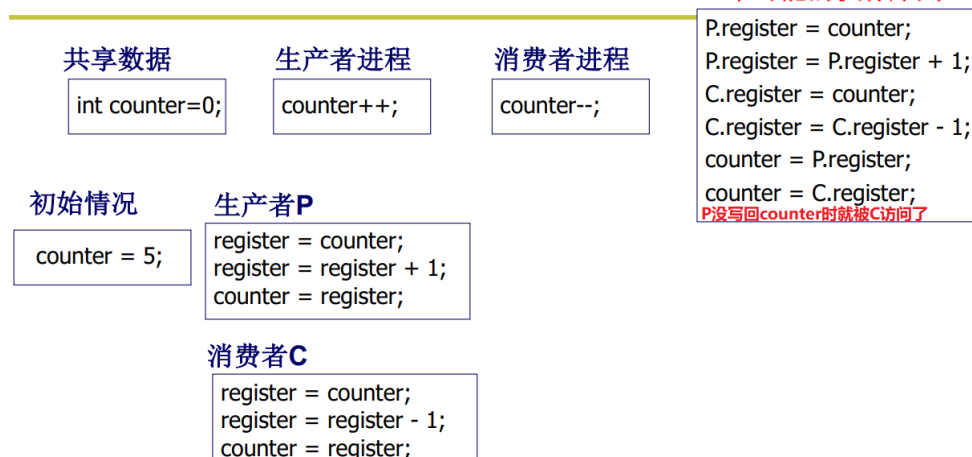 共享数据
int counter=0;
生产者进程
counter++;
消费者进程
counter--;
P.register = counter;
P.register = P.register + 1;
C.register = counter;
C.register = C.register - 1;
counter = P.register;
counter = C.register;
P没写回counter时就被C访问了
初始情况
counter = 5;
生产者P
register = counter;
register = register + 1;
counter = register;
消费者C
register = counter;
register = register - 1;
counter = register;